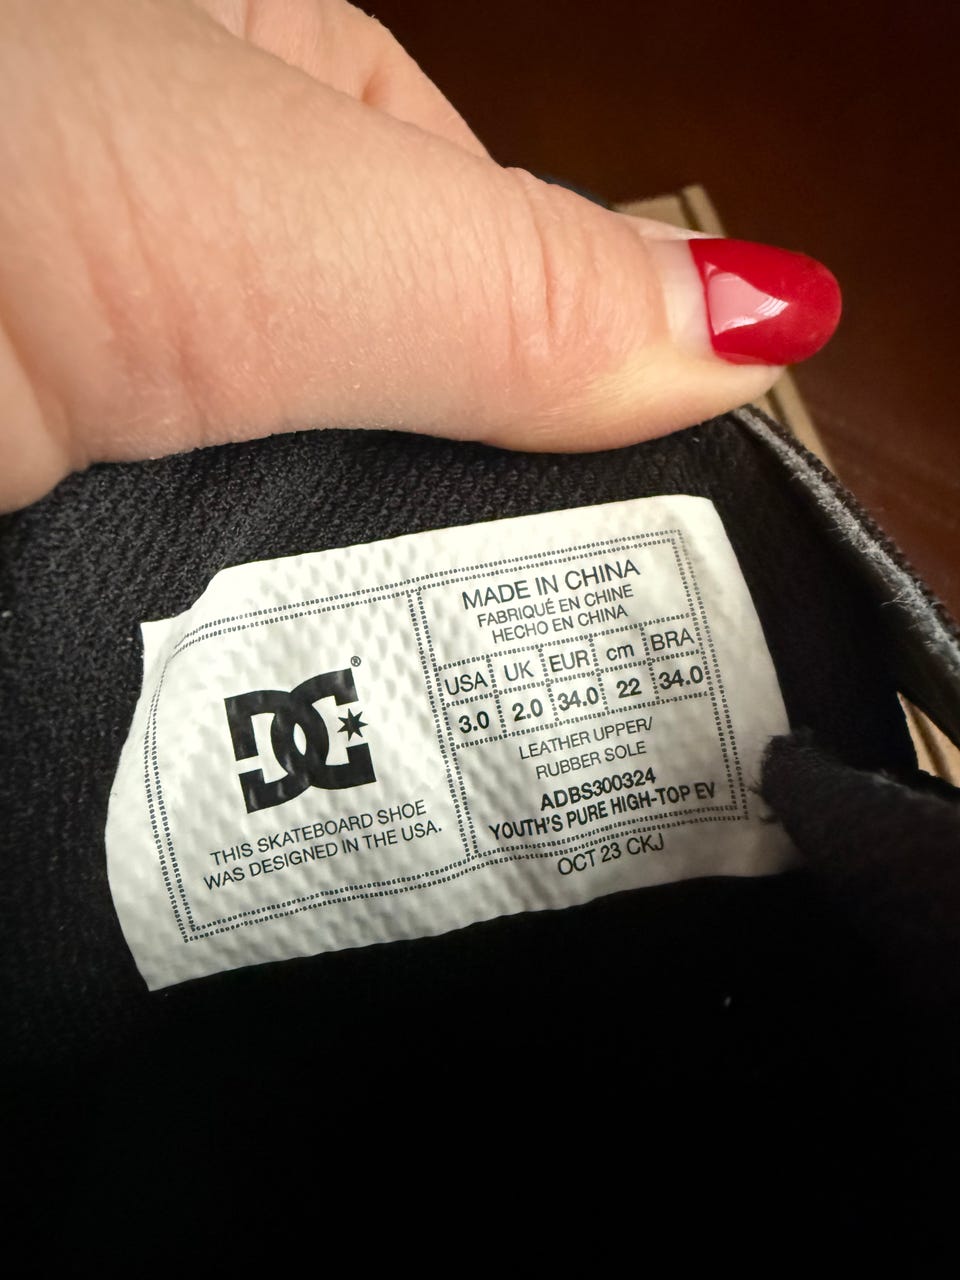 DC®
THIS SKATEBOARD SHOE
WAS DESIGNED IN THE USA.
MADE IN CHINA
FABRIQUÉ EN CHINE
HECHO EN CHINA
USA UK EUR cm BRA
3.0 2.0 34.0 22 34.0
LEATHER UPPER/
RUBBER SOLE
ADBS300324
YOUTH'S PURE HIGH-TOP EV
OCT 23 CKJ